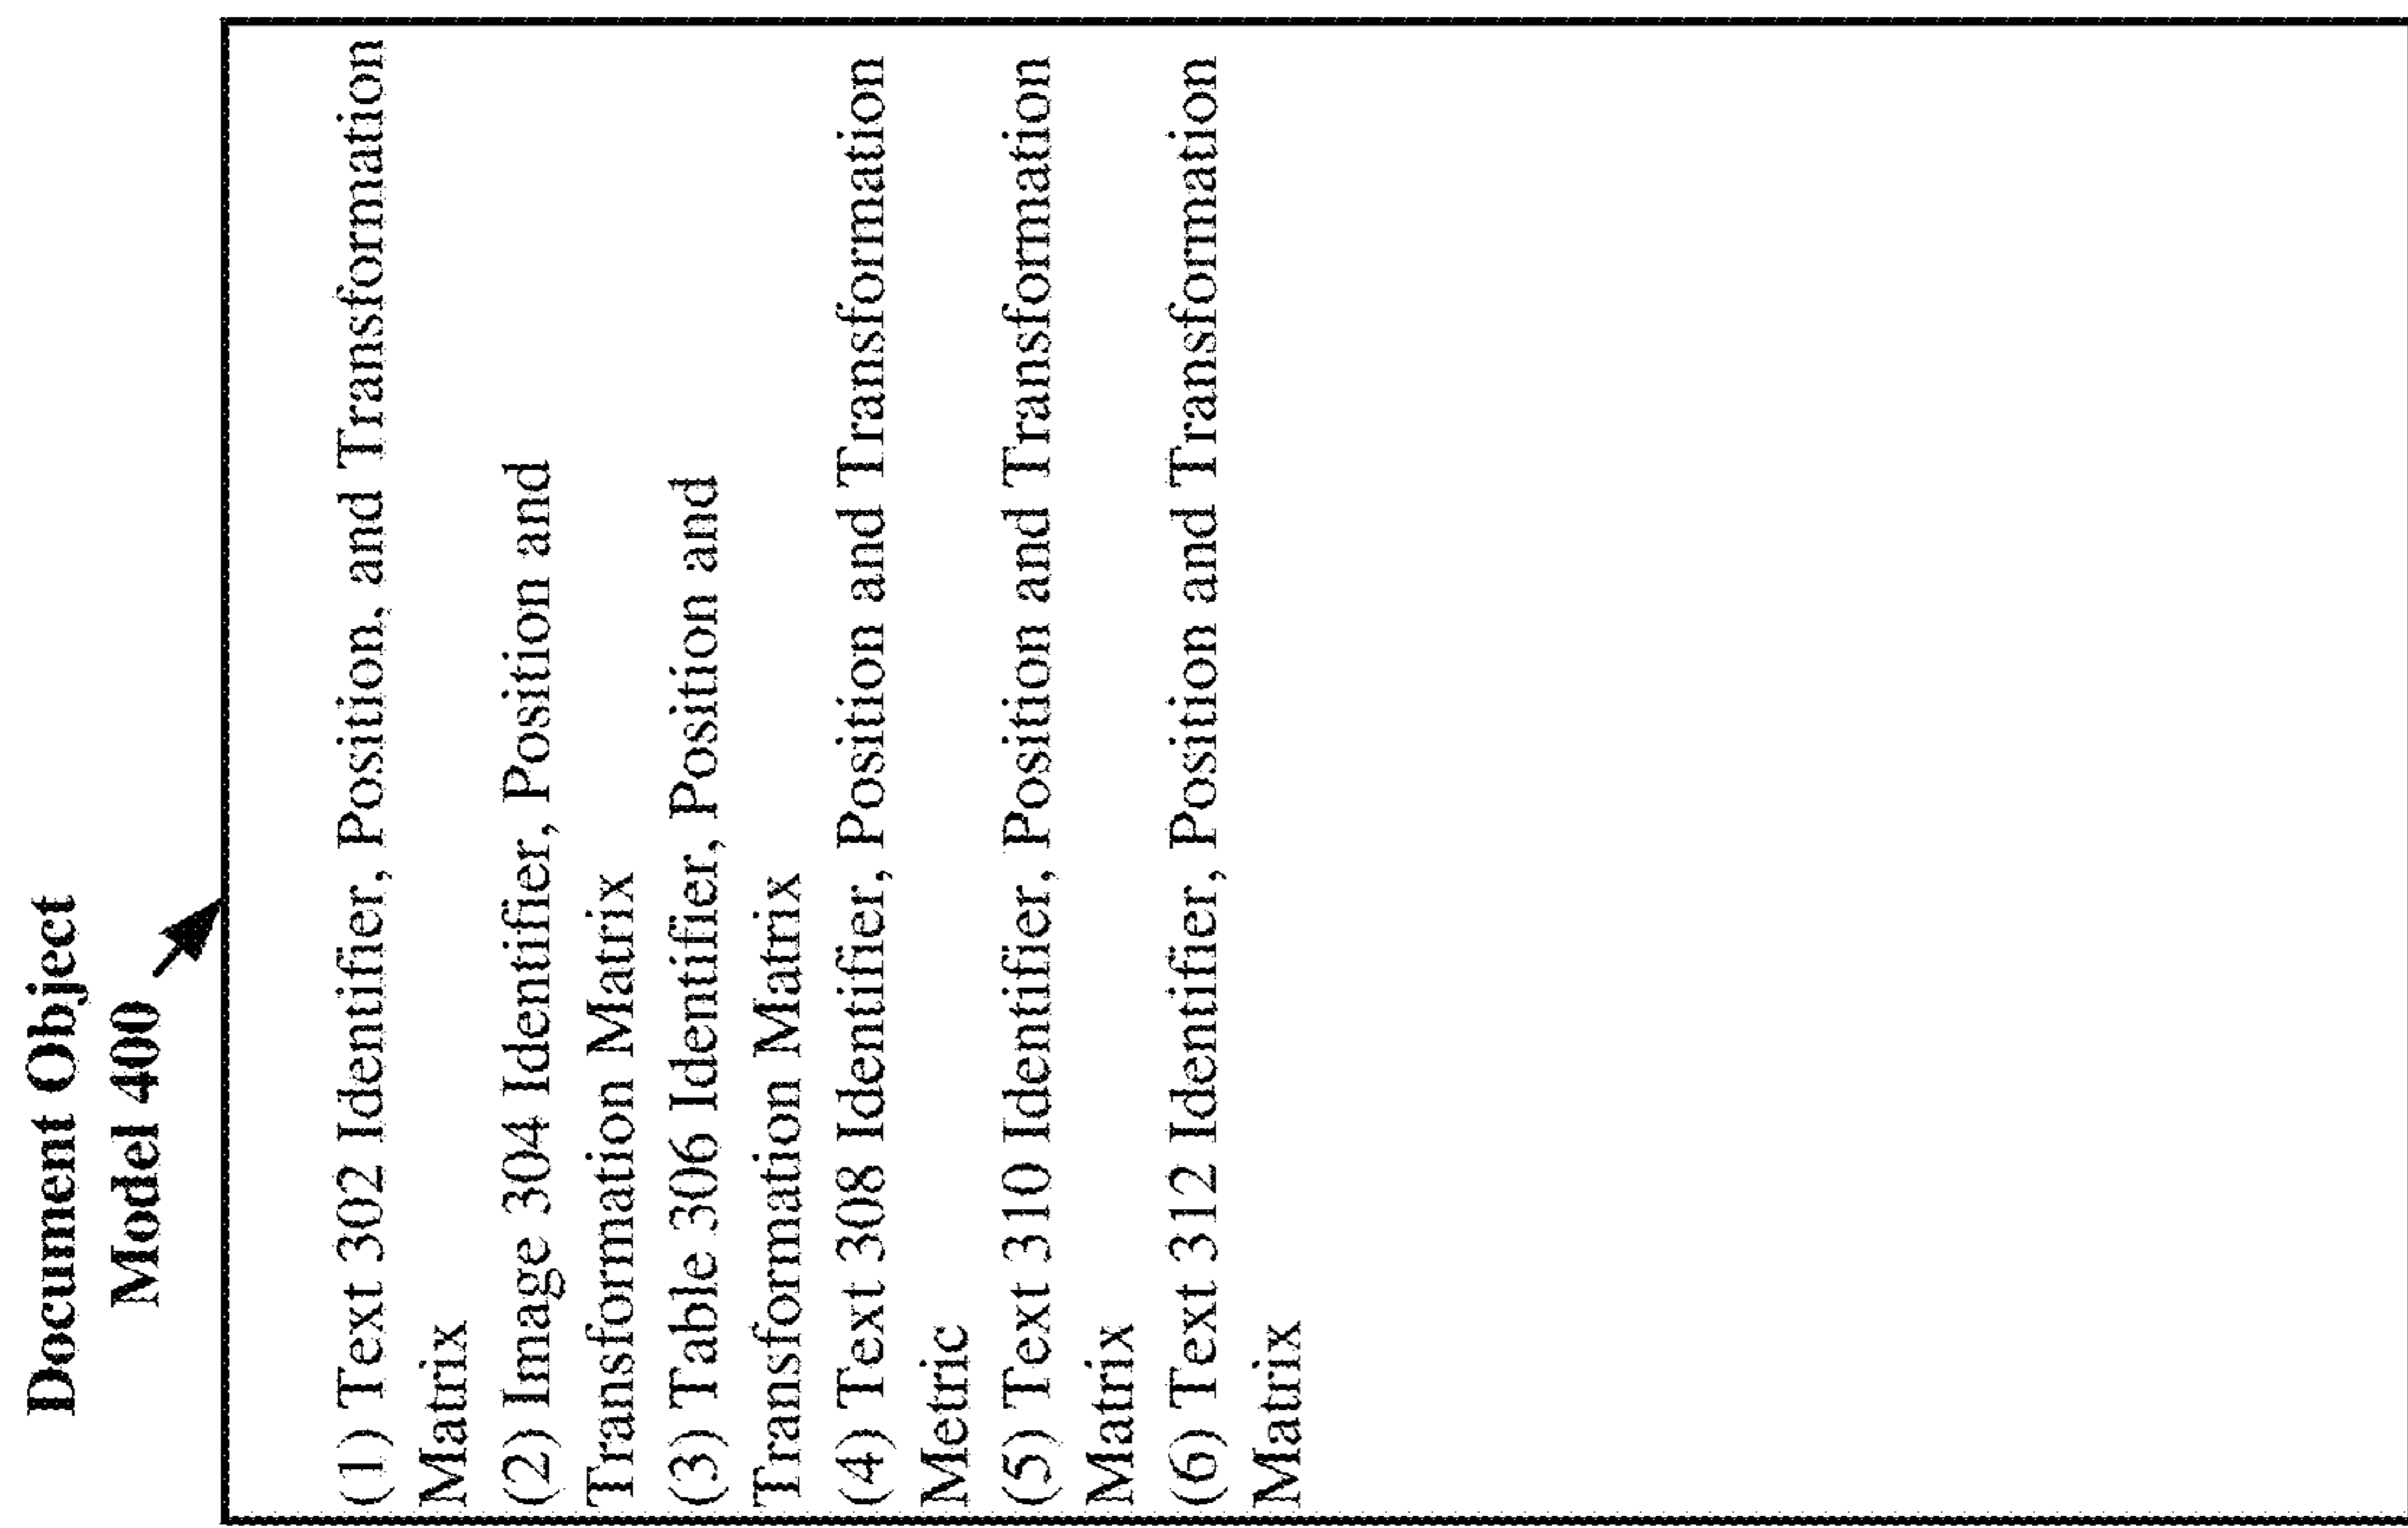 Document Object
Model 400
(1) Text 302 Identifier, Position, and Transformation
Matrix
(2) Image 304 Identifier, Position and
Transformation Matrix
(3) Table 306 Identifier, Position and
Transformation Matrix
(4) Text 308 Identifier, Position and Transformation
Metric
(5) Text 310 Identifier, Position and Transformation
Matrix
(6) Text 312 Identifier, Position and Transformation
Matrix